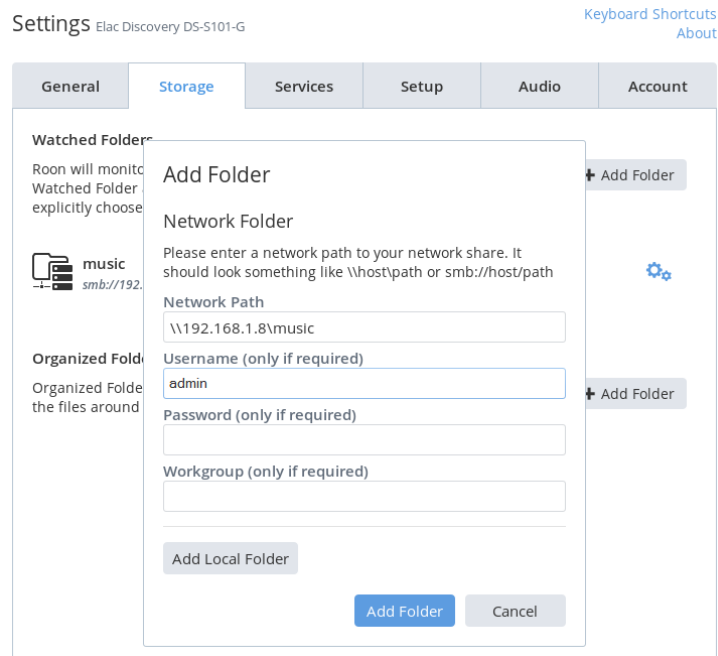 Settings Elac Discovery DS-S101-G
Keyboard Shortcuts
About
General Storage Services Setup Audio Account
Watched Folders
Roon will monito
Watched Folder
explicitly choose
+ Add Folder
music
smb://192.
Organized Folde
Organized Folde
the files around
+ Add Folder
Add Folder
Network Folder
Please enter a network path to your network share. It
should look something like \\host\path or smb://host/path
Network Path
\\192.168.1.8\music
Username (only if required)
admin
Password (only if required)
Workgroup (only if required)
Add Local Folder
Add Folder Cancel